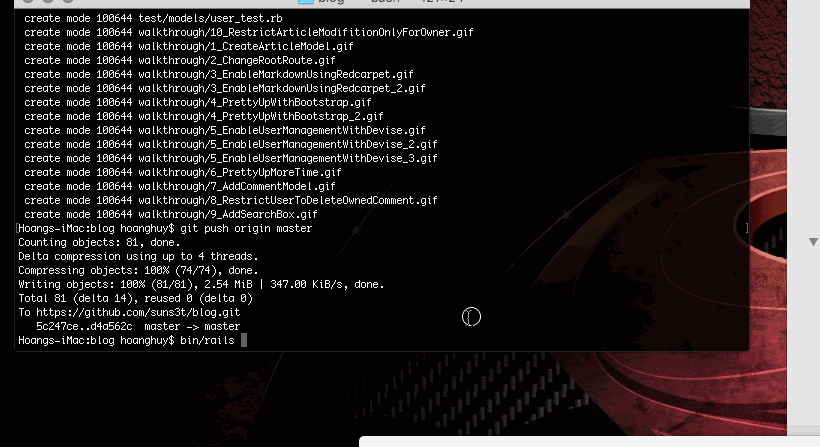 create mode 100644 test/models/user_test.rb
create mode 100644 walkthrough/10_RestrictArticleModifitionOnlyForOwner.gif
create mode 100644 walkthrough/1_CreateArticleModel.gif
create mode 100644 walkthrough/2_ChangeRootRoute.gif
create mode 100644 walkthrough/3_EnableMarkdownUsingRedcarpet.gif
create mode 100644 walkthrough/3_EnableMarkdownUsingRedcarpet_2.gif
create mode 100644 walkthrough/4_PrettyUpWithBootstrap.gif
create mode 100644 walkthrough/4_PrettyUpWithBootstrap_2.gif
create mode 100644 walkthrough/5_EnableUserManagementWithDevise.gif
create mode 100644 walkthrough/5_EnableUserManagementWithDevise_2.gif
create mode 100644 walkthrough/5_EnableUserManagementWithDevise_3.gif
create mode 100644 walkthrough/6_PrettyUpMoreTime.gif
create mode 100644 walkthrough/7_AddCommentModel.gif
create mode 100644 walkthrough/8_RestrictUserToDeleteOwnedComment.gif
create mode 100644 walkthrough/9_AddSearchBox.gif
[Hoangs-iMac:blog hoanghuy$ git push origin master ]
Counting objects: 81, done.
Delta compression using up to 4 threads.
Compressing objects: 100% (74/74), done.
Writing objects: 100% (81/81), 2.54 MiB | 347.00 KiB/s, done.
Total 81 (delta 14), reused 0 (delta 0)
To https://github.com/suns3t/blog.git
5c247ce..d4a562c master -> master
Hoangs-iMac:blog hoanghuy$ bin/rails